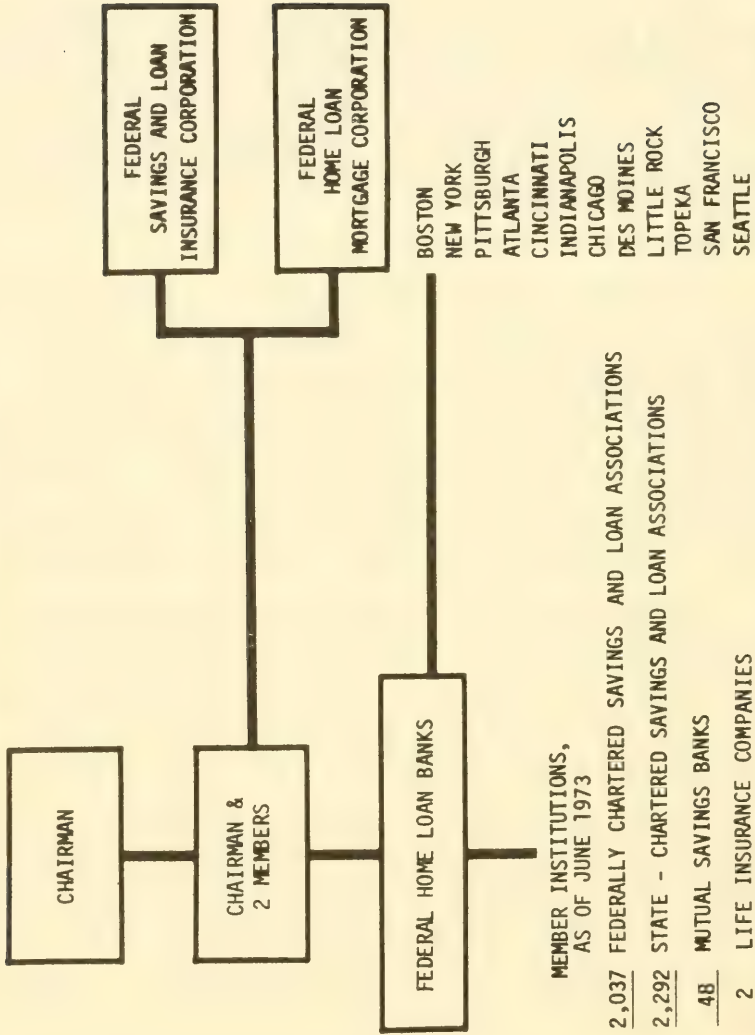 CHAIRMAN
CHAIRMAN &
2 MEMBERS
FEDERAL
SAVINGS AND LOAN
INSURANCE CORPORATION
FEDERAL
HOME LOAN
MORTGAGE CORPORATION
FEDERAL HOME LOAN BANKS
BOSTON
NEW YORK
PITTSBURGH
ATLANTA
CINCINNATI
INDIANAPOLIS
CHICAGO
DES MOINES
LITTLE ROCK
TOPEKA
SAN FRANCISCO
SEATTLE
MEMBER INSTITUTIONS,
AS OF JUNE 1973
2,037 FEDERALLY CHARTERED SAVINGS AND LOAN ASSOCIATIONS
2,292 STATE - CHARTERED SAVINGS AND LOAN ASSOCIATIONS
48 MUTUAL SAVINGS BANKS
2 LIFE INSURANCE COMPANIES